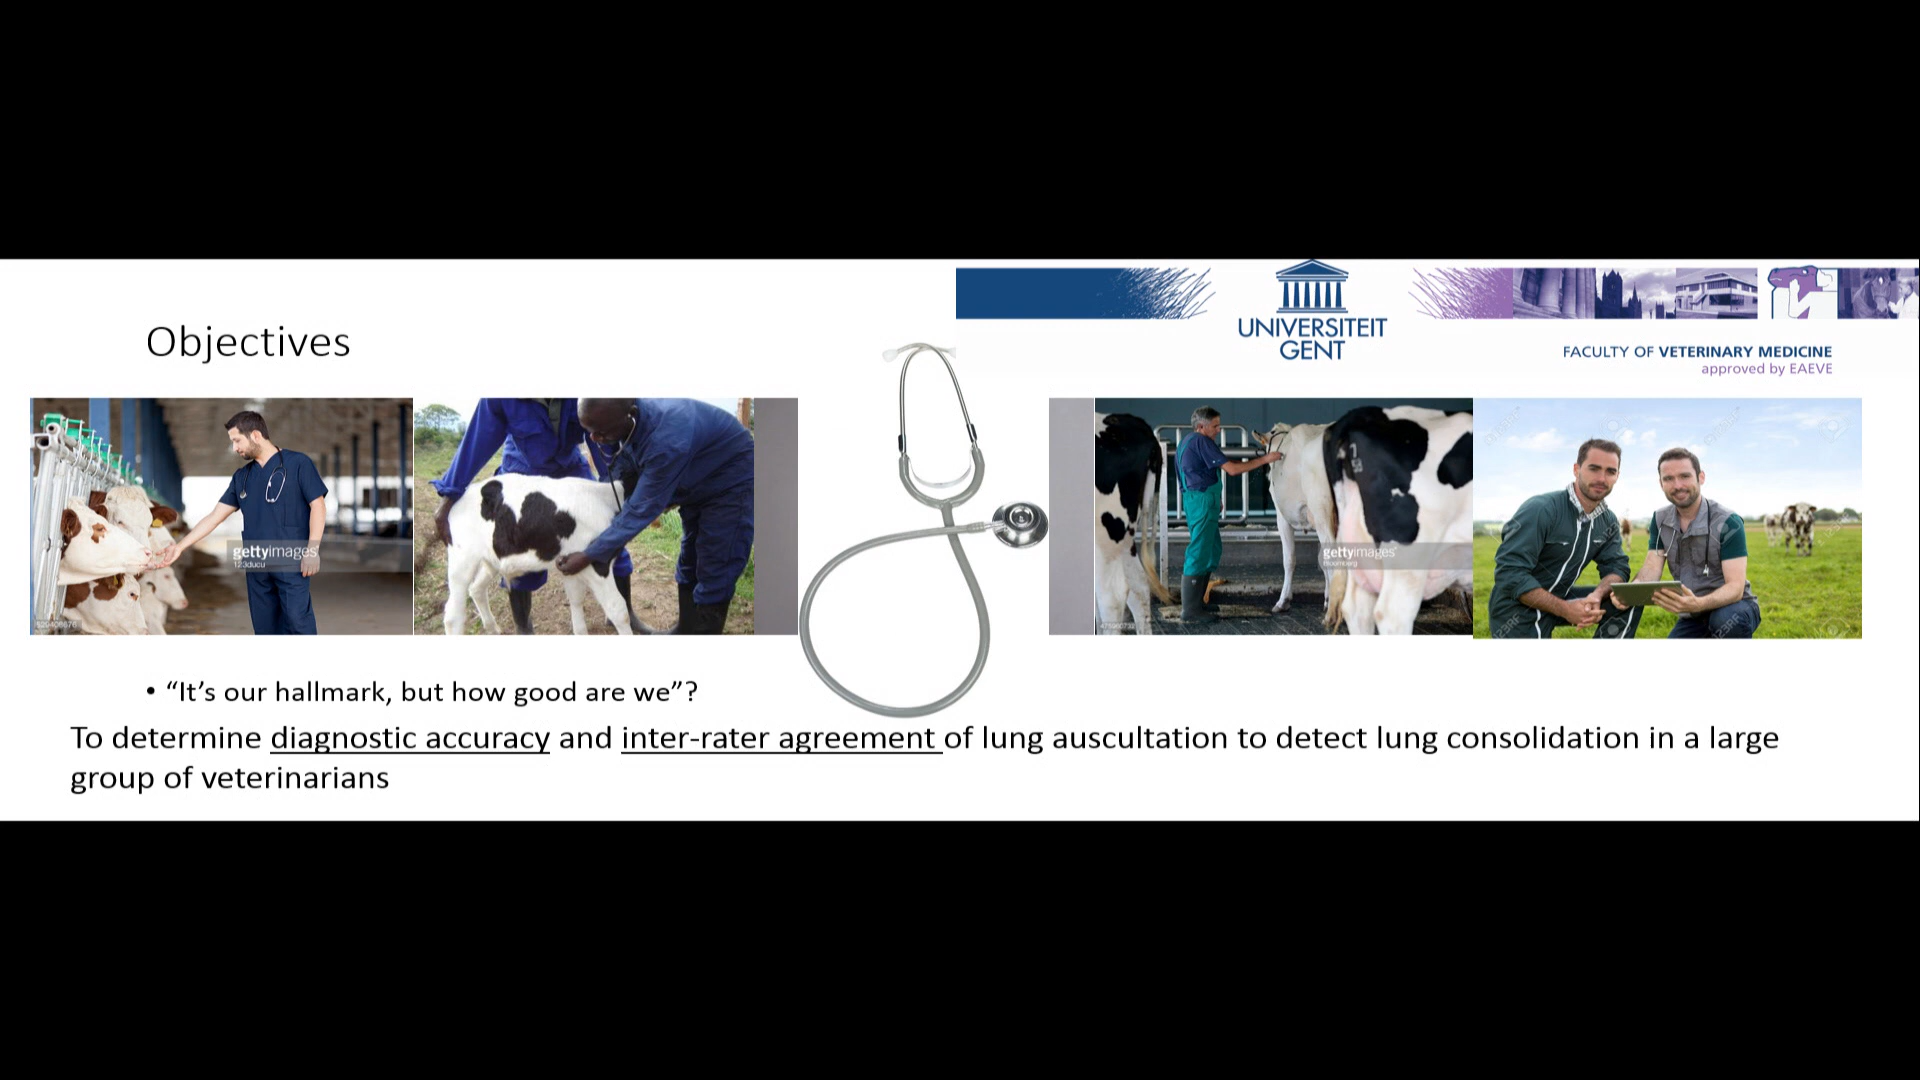 Objectives
UNIVERSITEIT
GENT
FACULTY OF VETERINARY MEDICINE
approved by EAEVE
gettyimages
123ducu
gettyimages
Bloomberg
• “It’s our hallmark, but how good are we”?
To determine diagnostic accuracy and inter-rater agreement of lung auscultation to detect lung consolidation in a large
group of veterinarians